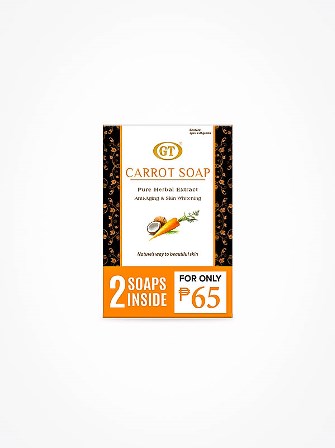 GT
CARROT SOAP
Pure Herbal Extract
Anti-Aging & Skin Whitening
Nature's way to beautiful skin
2 SOAPS
INSIDE
FOR ONLY
₱65